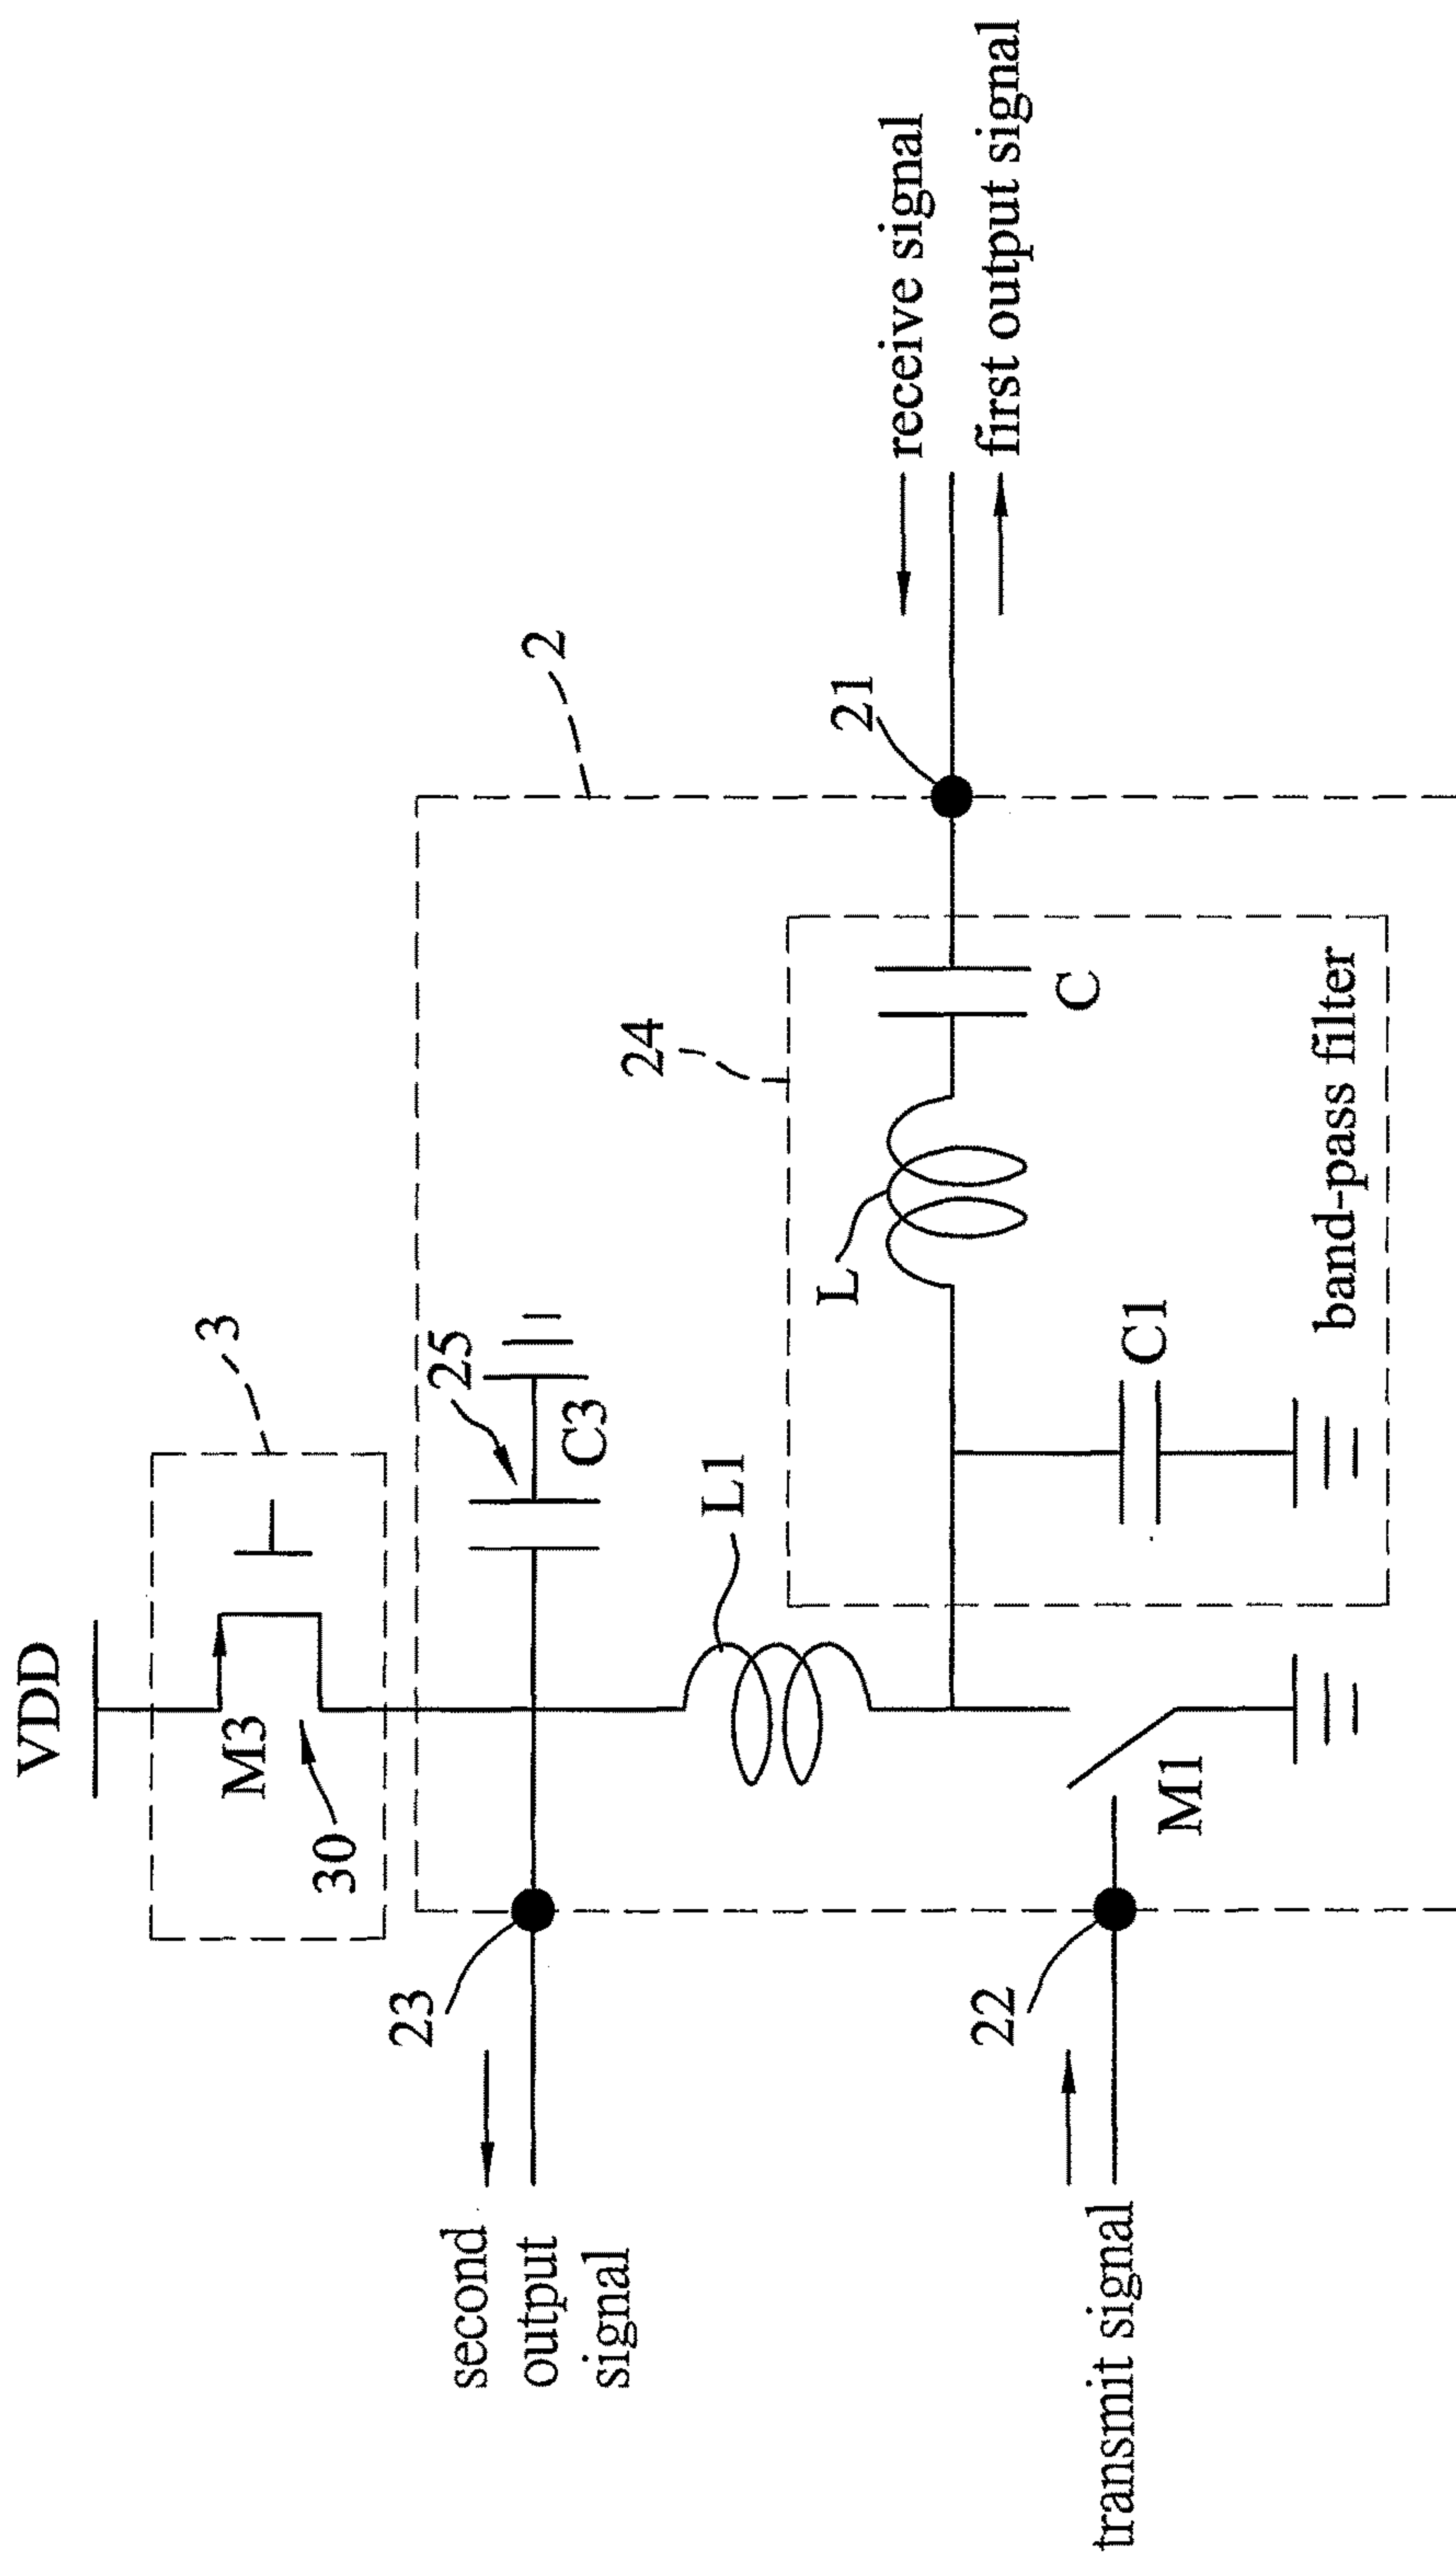 VDD
3
M3
30
2
25
C3
23
second
output
signal
L1
24
L
C
21
receive signal
first output signal
C1
band-pass filter
22
M1
transmit signal